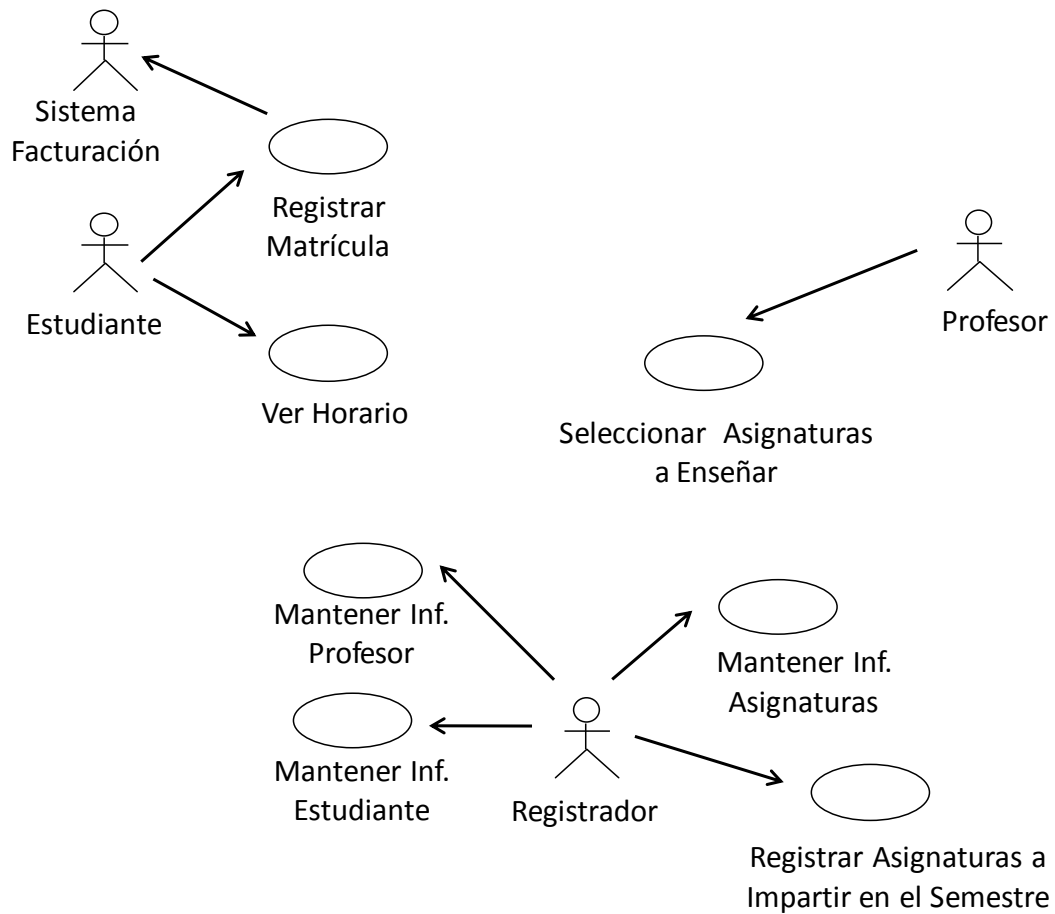 Sistema
Facturación
Registrar
Matrícula
Estudiante
Profesor
Ver Horario
Seleccionar Asignaturas
a Enseñar
Mantener Inf.
Profesor
Mantener Inf.
Asignaturas
Mantener Inf.
Estudiante
Registrador
Registrar Asignaturas a
Impartir en el Semestre